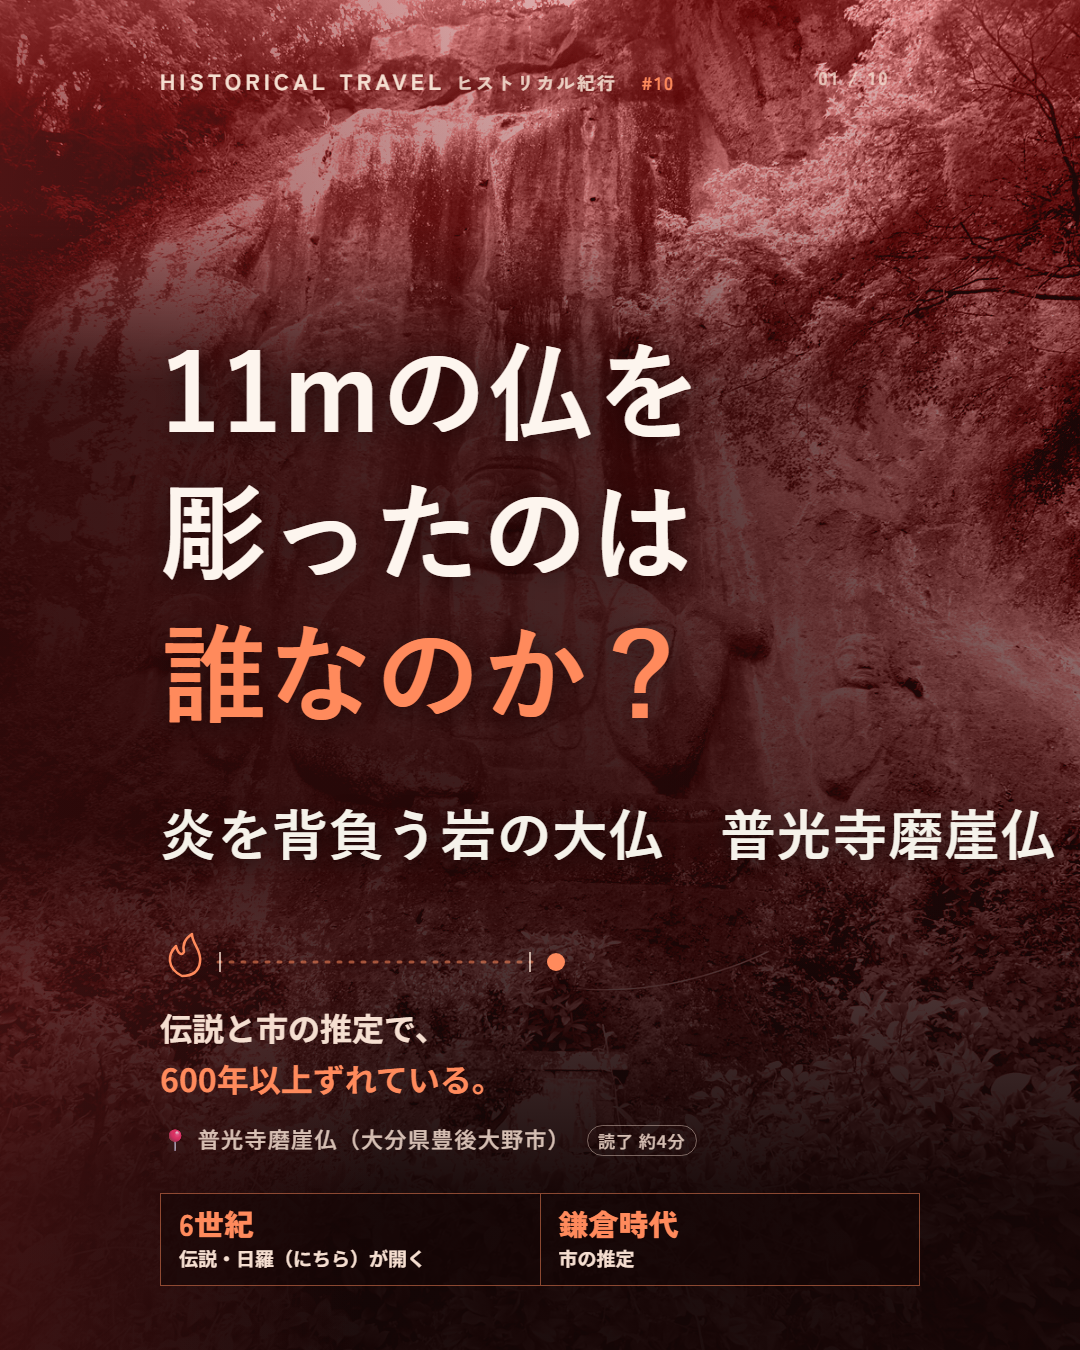 HISTORICAL TRAVEL ヒストリカル紀行 #10
01 / 10
11mの仏を
彫ったのは
誰なのか？
炎を背負う岩の大仏　普光寺磨崖仏
伝説と市の推定で、
600年以上ずれている。
普光寺磨崖仏（大分県豊後大野市） 読了 約4分
6世紀
伝説・日羅（にちら）が開く
鎌倉時代
市の推定